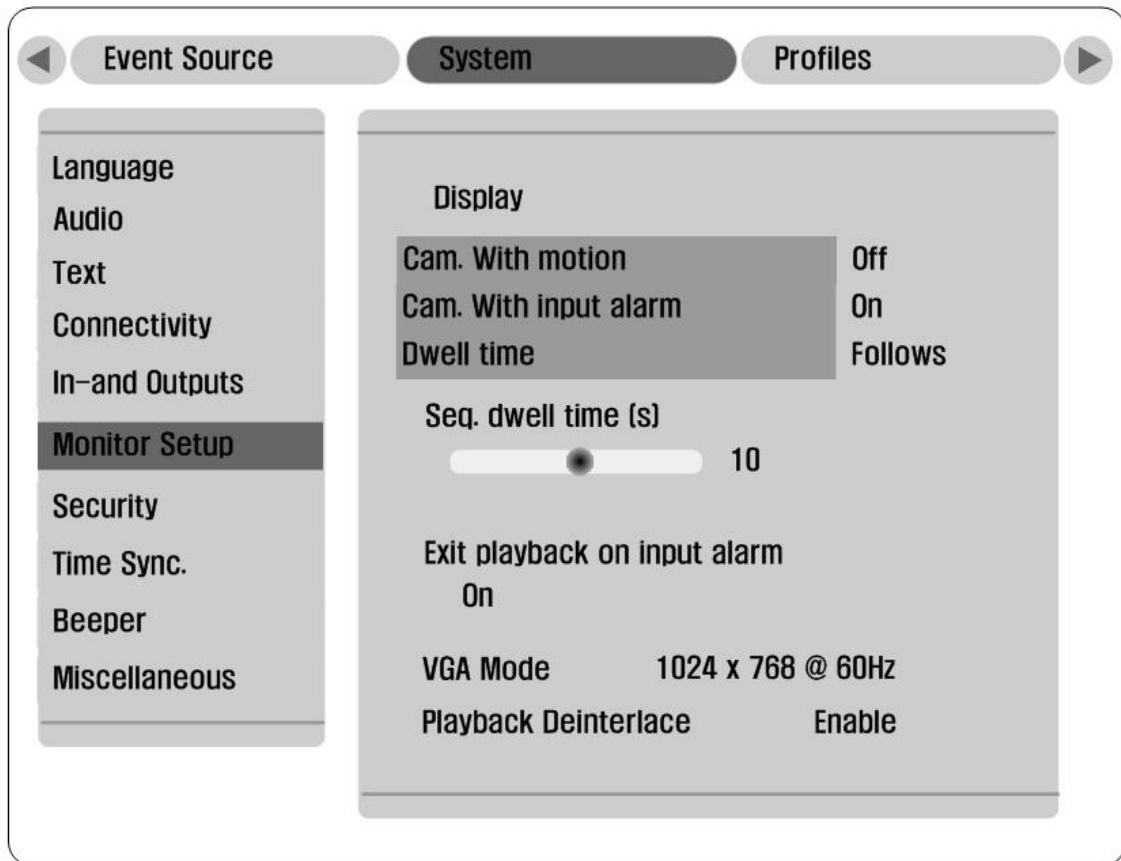 Event Source
System
Profiles
Language
Audio
Text
Connectivity
In-and Outputs
Monitor Setup
Security
Time Sync.
Beeper
Miscellaneous
Display
Cam. With motion Off
Cam. With input alarm On
Dwell time Follows
Seq. dwell time (s)
10
Exit playback on input alarm
On
VGA Mode 1024 x 768 @ 60Hz
Playback Deinterlace Enable